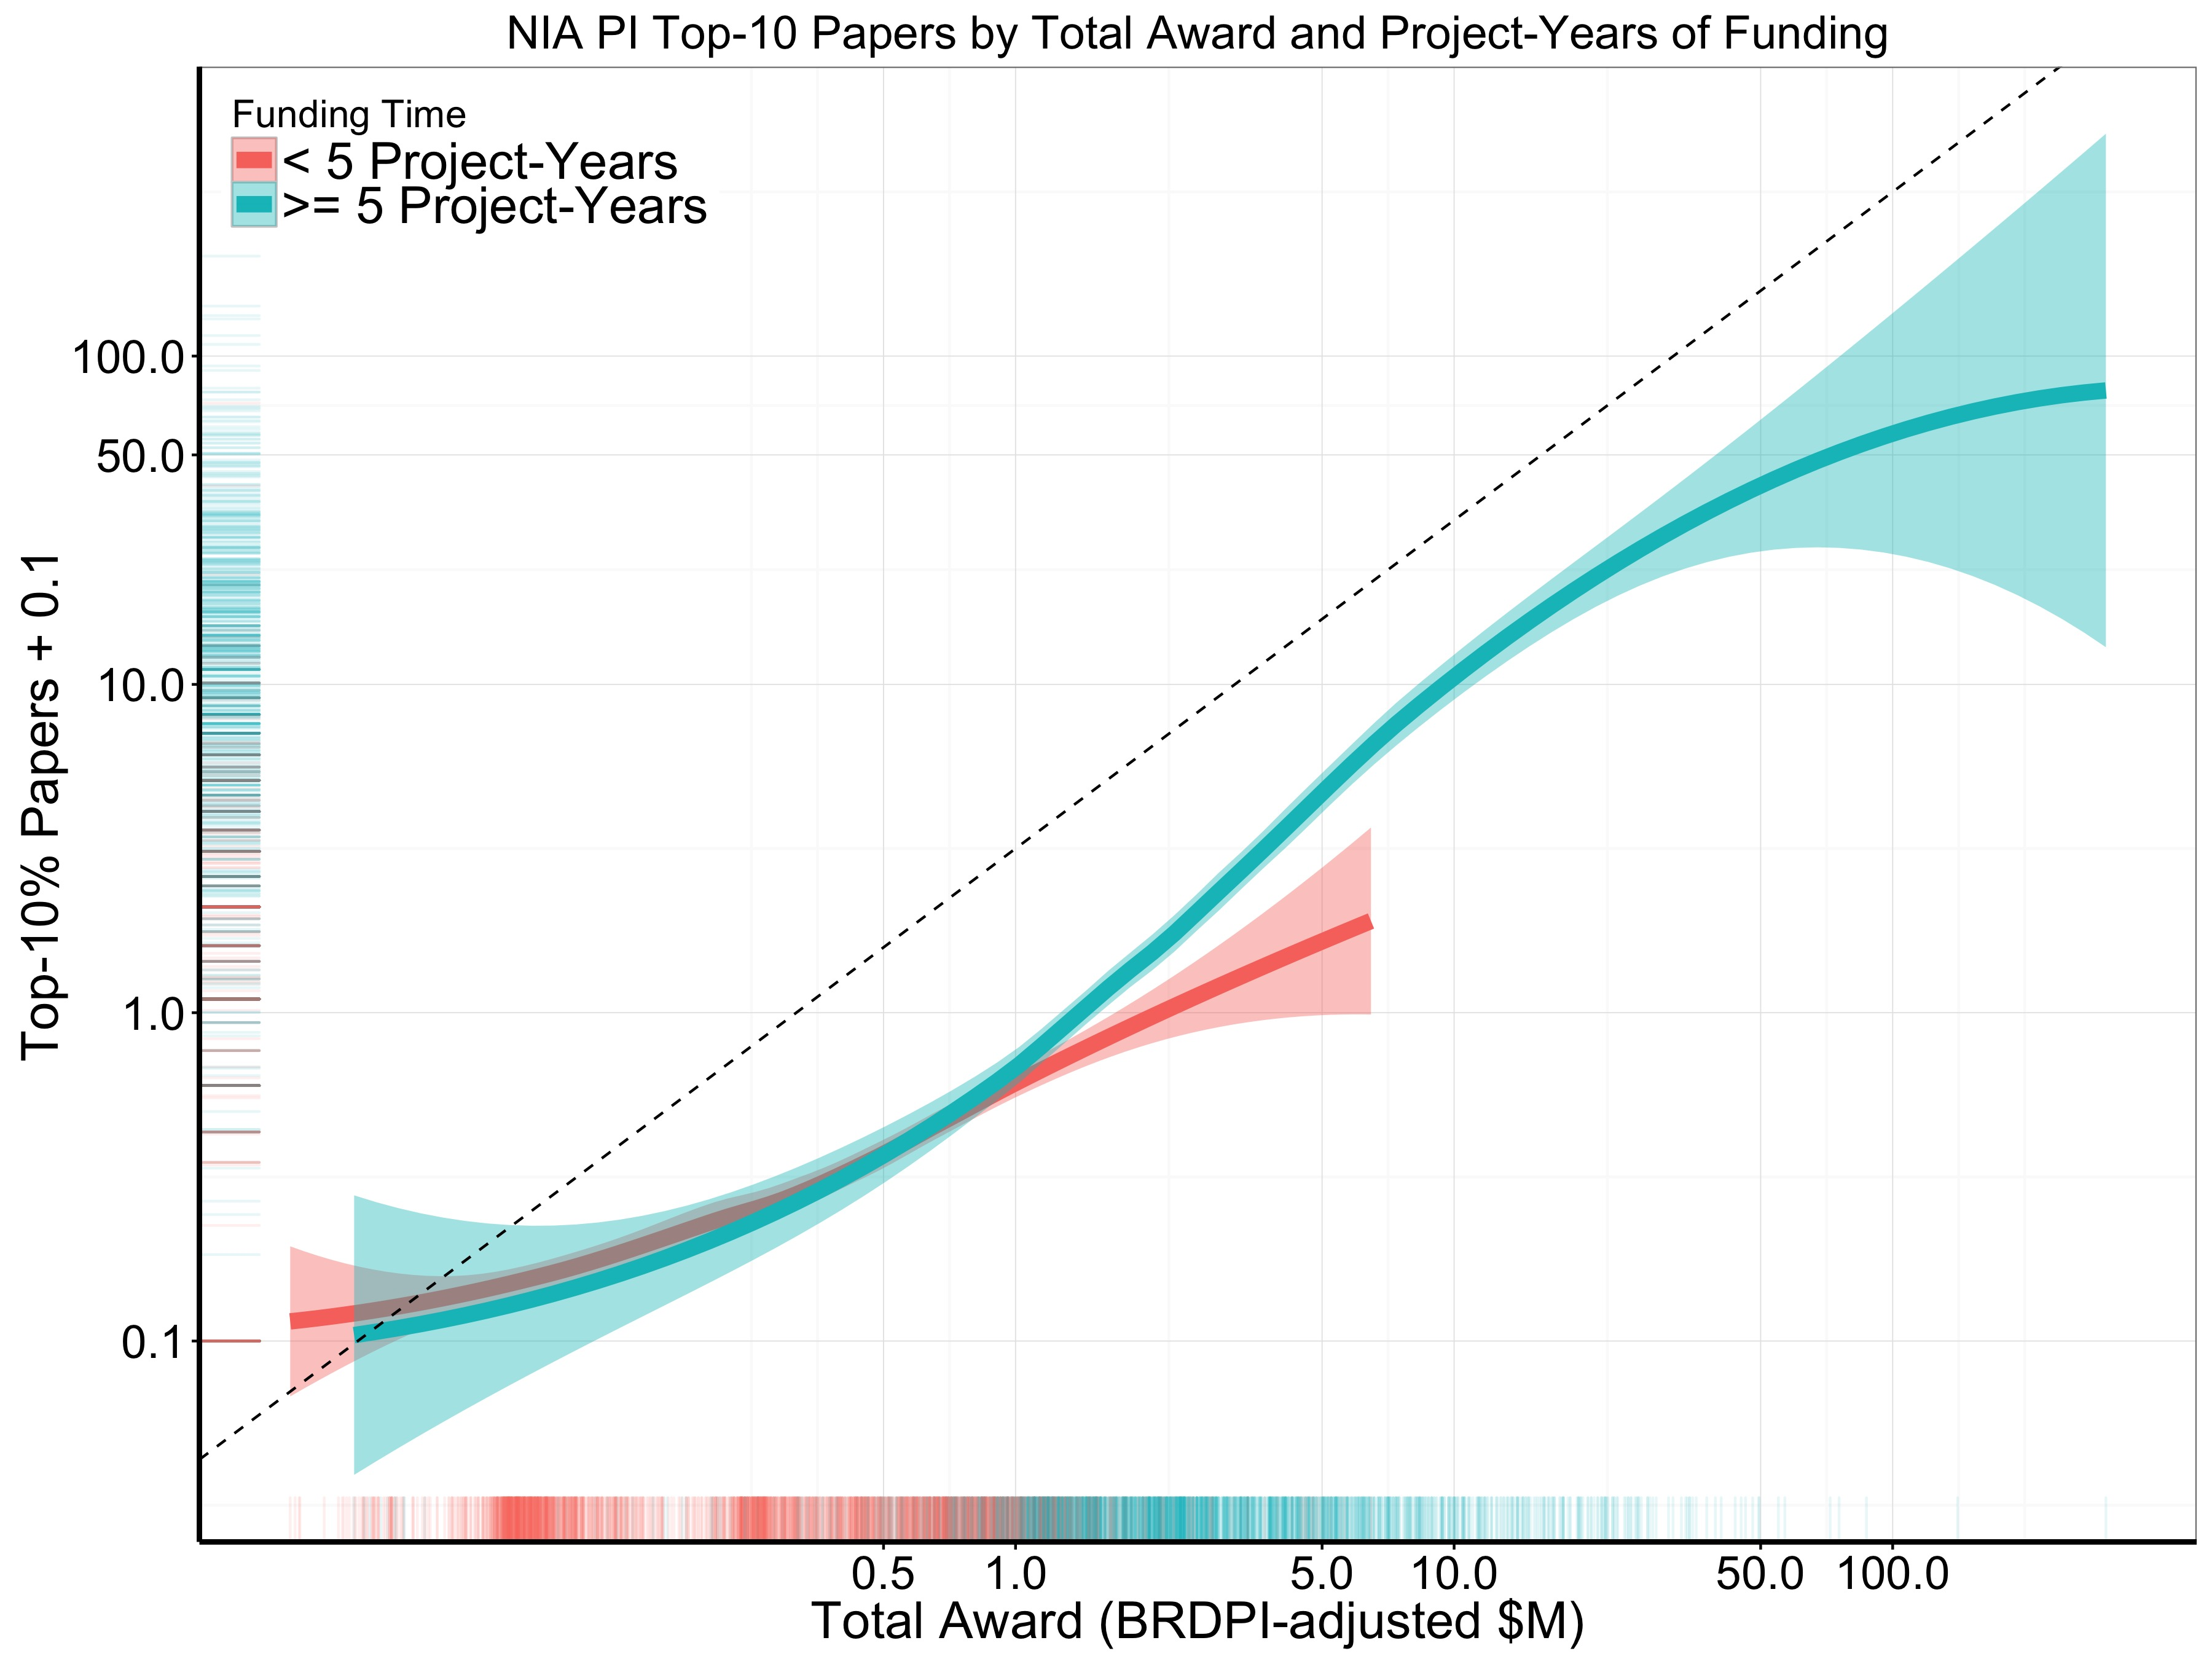 NIA PI Top-10 Papers by Total Award and Project-Years of Funding
Funding Time
< 5 Project-Years
>= 5 Project-Years
Top-10% Papers + 0.1
100.0
50.0
10.0
1.0
0.1
0.5 1.0 5.0 10.0 50.0 100.0
Total Award (BRDPI-adjusted $M)